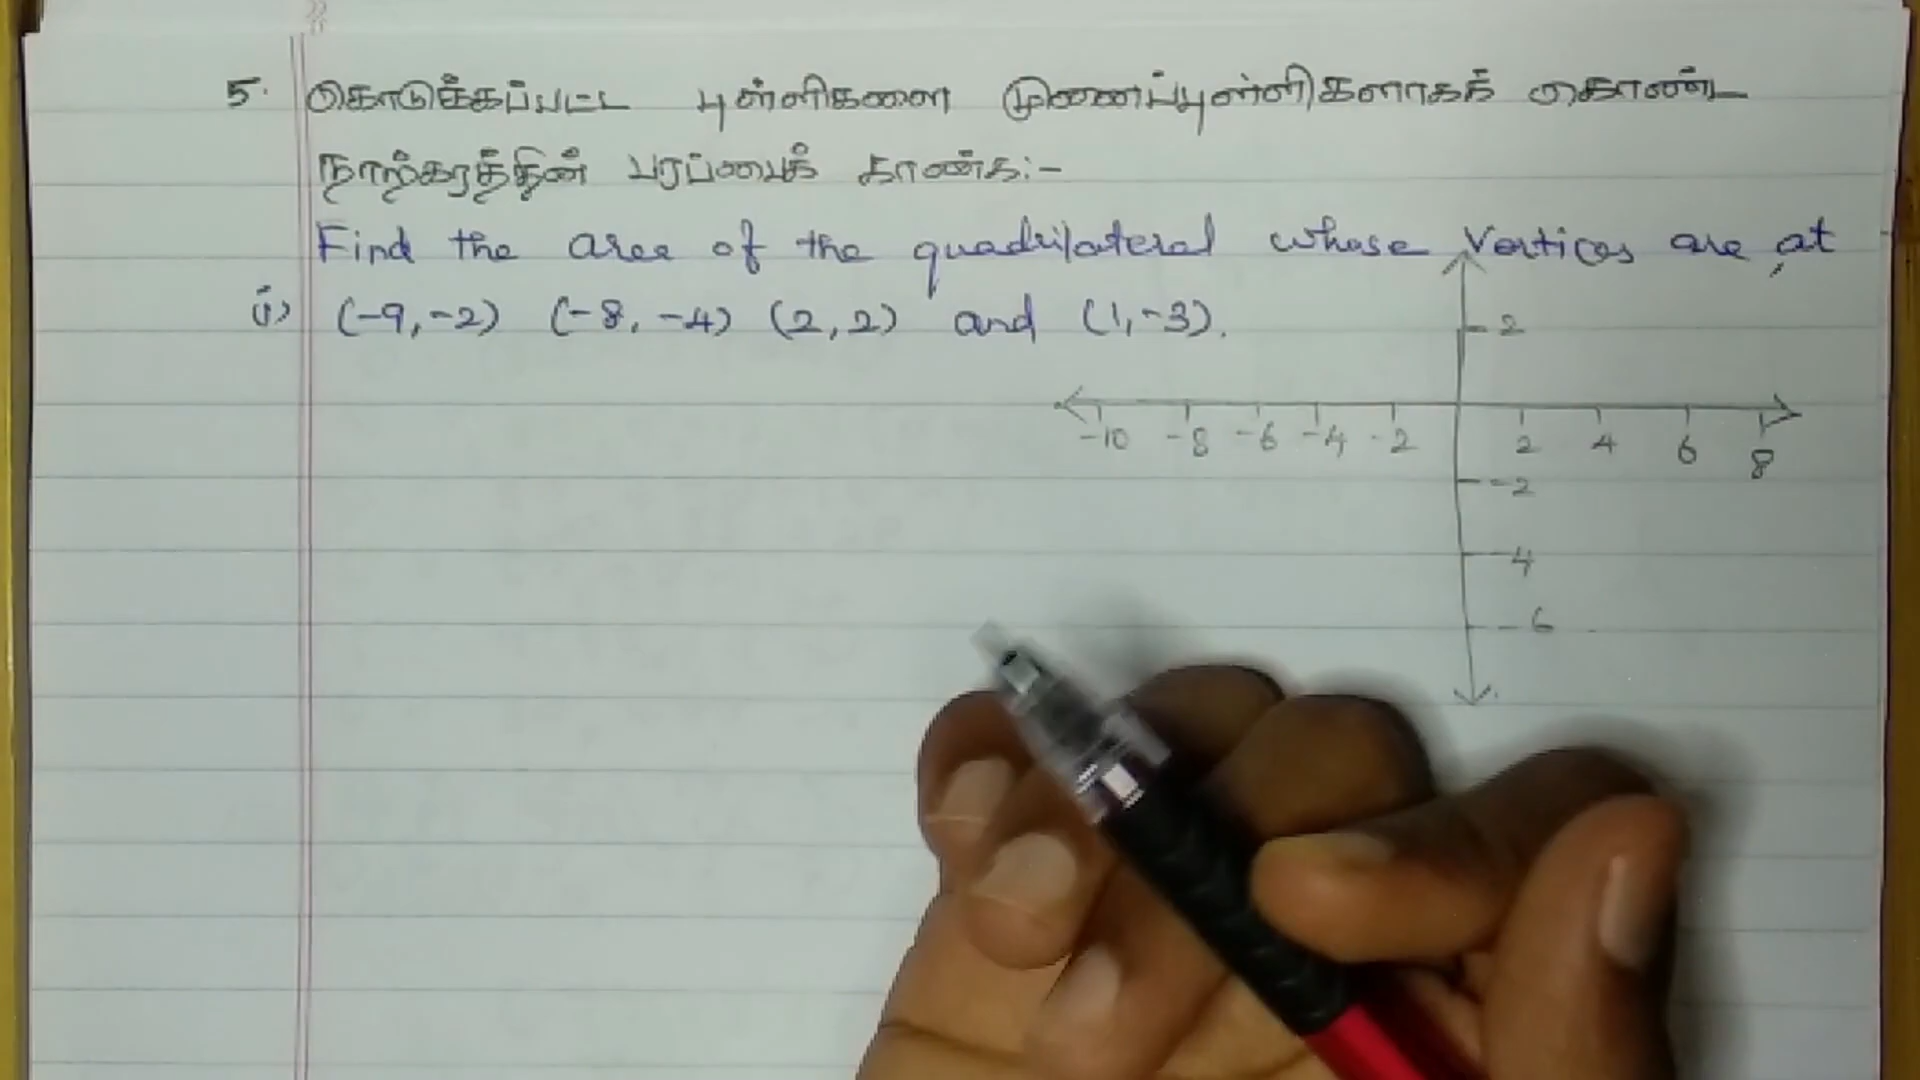 5. கொடுக்கப்பட்ட புள்ளிகளை முனைப்புள்ளிகளாகக் கொண்ட
நாற்கரத்தின் பரப்பைக் காண்க:-
Find the area of the quadrilateral whose vertices are at
i) (-9,-2) (-8,-4) (2,2) and (1,-3).
2
-10 -8 -6 -4 -2 2 4 6 8
-2
-4
-6